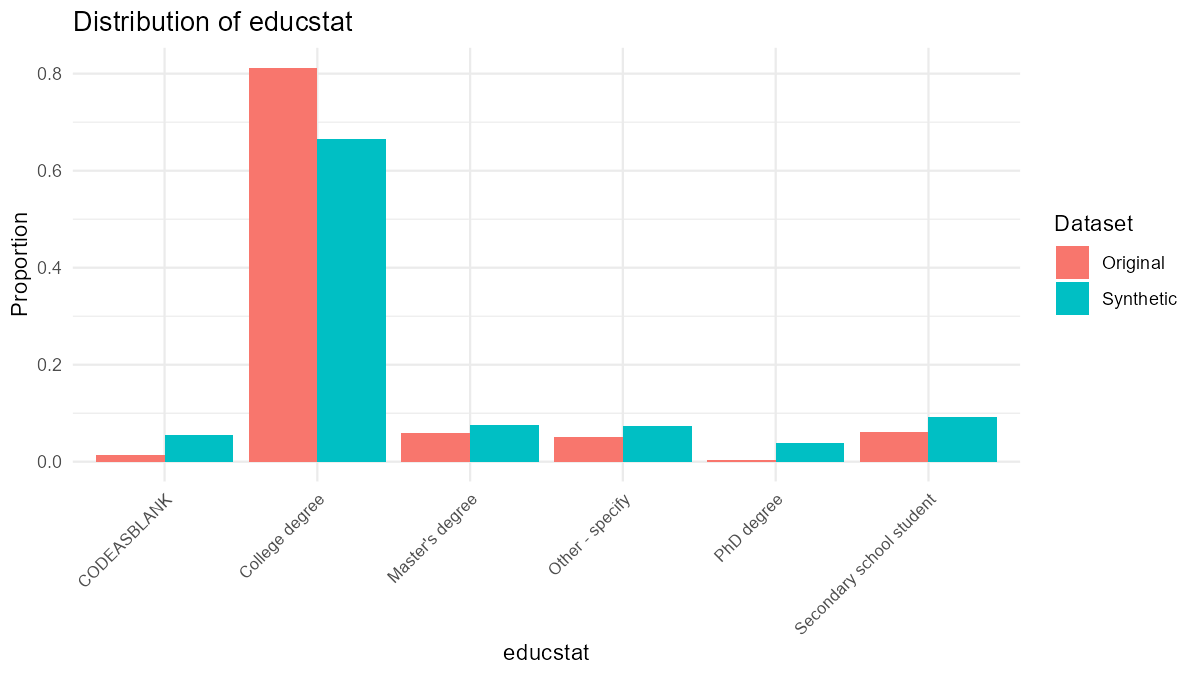 Distribution of educstat
Proportion
0.8
0.6
0.4
0.2
0.0
CODEASBLANK
College degree
Master's degree
Other - specify
PhD degree
Secondary school student
educstat
Dataset
Original
Synthetic